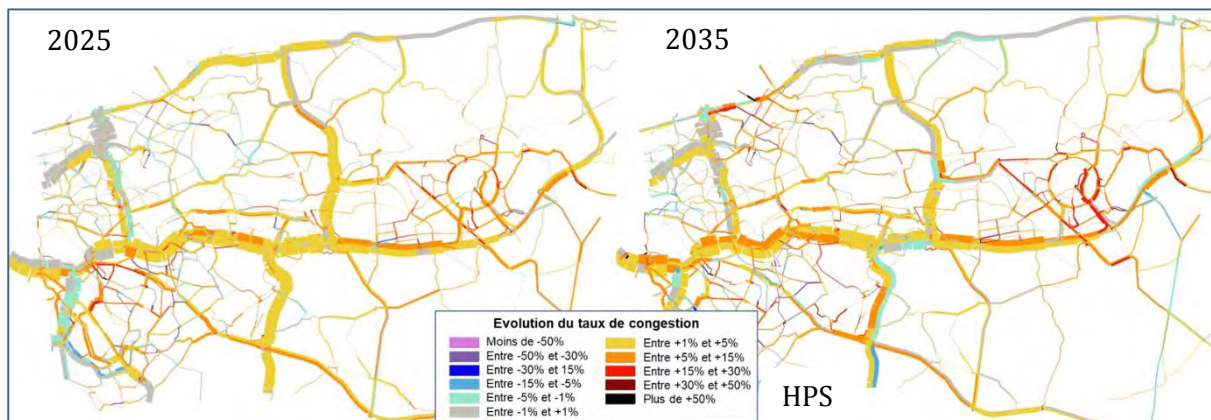 2025
2035
Evolution du taux de congestion
Moins de -50%
Entre -50% et -30%
Entre -30% et 15%
Entre -15% et -5%
Entre -5% et -1%
Entre -1% et +1%
Entre +1% et +5%
Entre +5% et +15%
Entre +15% et +30%
Entre +30% et +50%
Plus de +50%
HPS